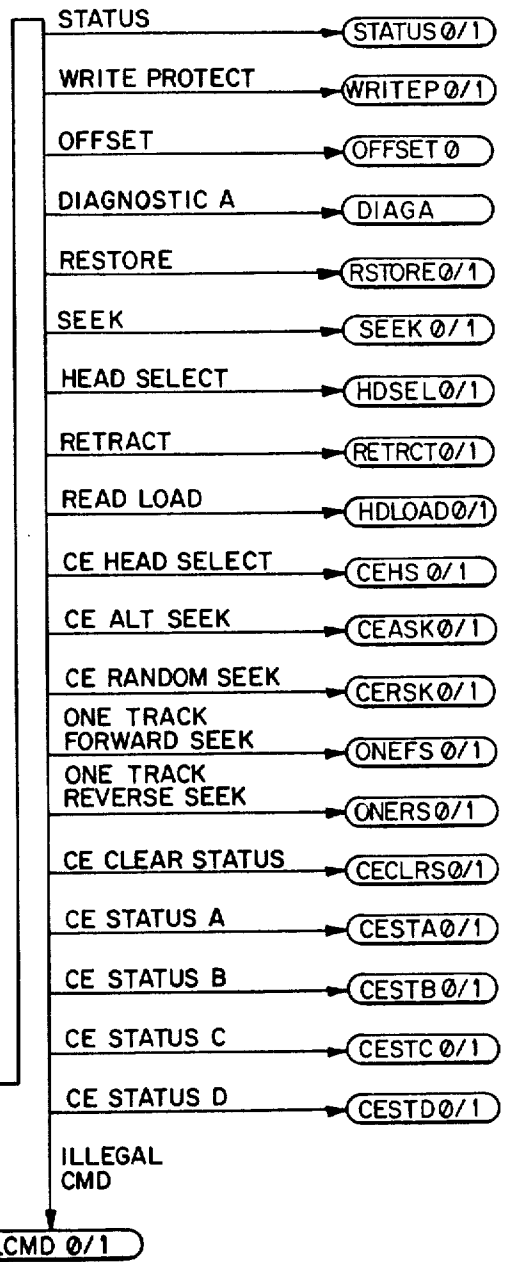 STATUS
STATUS Ø/1
WRITE PROTECT
WRITEP Ø/1
OFFSET
OFFSET Ø
DIAGNOSTIC A
DIAGA
RESTORE
RSTORE Ø/1
SEEK
SEEK Ø/1
HEAD SELECT
HDSEL Ø/1
RETRACT
RETRCT Ø/1
READ LOAD
HDLOAD Ø/1
CE HEAD SELECT
CEHS Ø/1
CE ALT SEEK
CEASK Ø/1
CE RANDOM SEEK
CERSK Ø/1
ONE TRACK
FORWARD SEEK
ONEFS Ø/1
ONE TRACK
REVERSE SEEK
ONERS Ø/1
CE CLEAR STATUS
CECLRS Ø/1
CE STATUS A
CESTA Ø/1
CE STATUS B
CESTB Ø/1
CE STATUS C
CESTC Ø/1
CE STATUS D
CESTD Ø/1
ILLEGAL
CMD
CMD Ø/1